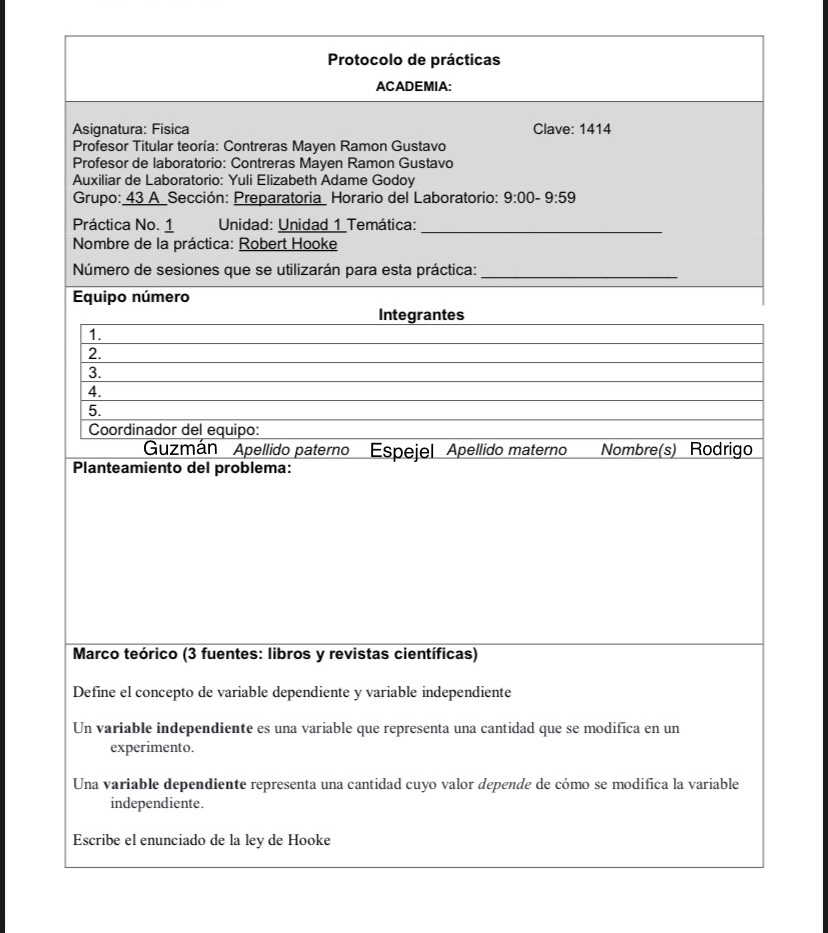 Protocolo de prácticas
ACADEMIA:
Asignatura: Fisica Clave: 1414
Profesor Titular teoría: Contreras Mayen Ramon Gustavo
Profesor de laboratorio: Contreras Mayen Ramon Gustavo
Auxiliar de Laboratorio: Yuli Elizabeth Adame Godoy
Grupo: 43 A Sección: Preparatoria Horario del Laboratorio: 9:00- 9:59
Práctica No. 1 Unidad: Unidad 1 Temática: ____________________________
Nombre de la práctica: Robert Hooke
Número de sesiones que se utilizarán para esta práctica: _______________________
Equipo número
Integrantes
1.
2.
3.
4.
5.
Coordinador del equipo:
Guzmán Apellido paterno Espejel Apellido materno Nombre(s) Rodrigo
Planteamiento del problema:
Marco teórico (3 fuentes: libros y revistas científicas)
Define el concepto de variable dependiente y variable independiente
Un variable independiente es una variable que representa una cantidad que se modifica en un
experimento.
Una variable dependiente representa una cantidad cuyo valor depende de cómo se modifica la variable
independiente.
Escribe el enunciado de la ley de Hooke